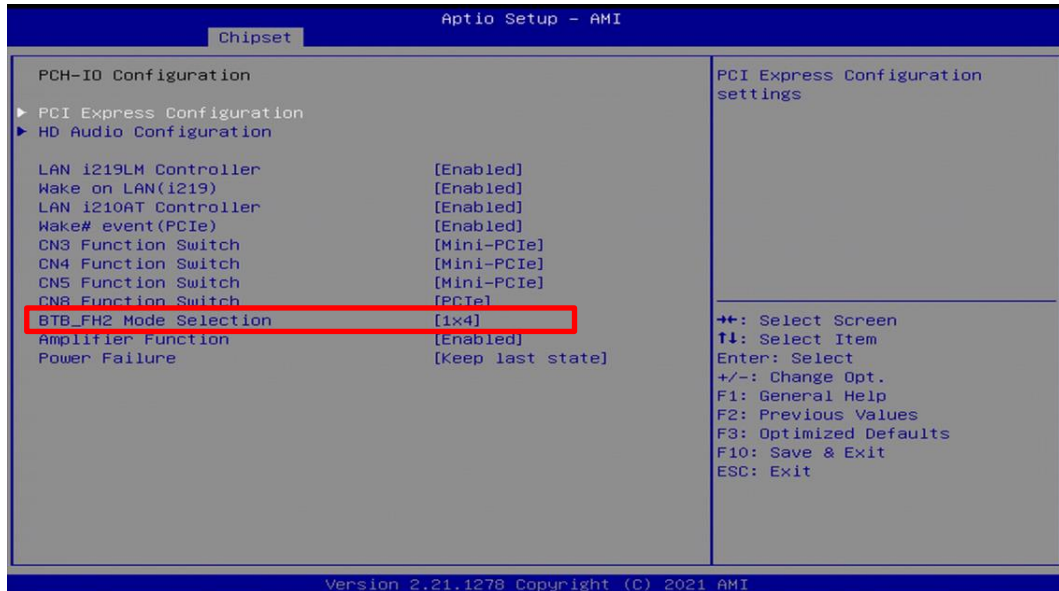 Aptio Setup – AMI
Chipset
PCH-IO Configuration
▶ PCI Express Configuration
▶ HD Audio Configuration
LAN i219LM Controller [Enabled]
Wake on LAN(i219) [Enabled]
LAN i210AT Controller [Enabled]
Wake# event(PCIe) [Enabled]
CN3 Function Switch [Mini-PCIe]
CN4 Function Switch [Mini-PCIe]
CN5 Function Switch [Mini-PCIe]
CN8 Function Switch [PCIe]
BTB_FH2 Mode Selection [1x4]
Amplifier Function [Enabled]
Power Failure [Keep last state]
PCI Express Configuration
settings
→←: Select Screen
↑↓: Select Item
Enter: Select
+/-: Change Opt.
F1: General Help
F2: Previous Values
F3: Optimized Defaults
F10: Save & Exit
ESC: Exit
Version 2.21.1278 Copyright (C) 2021 AMI